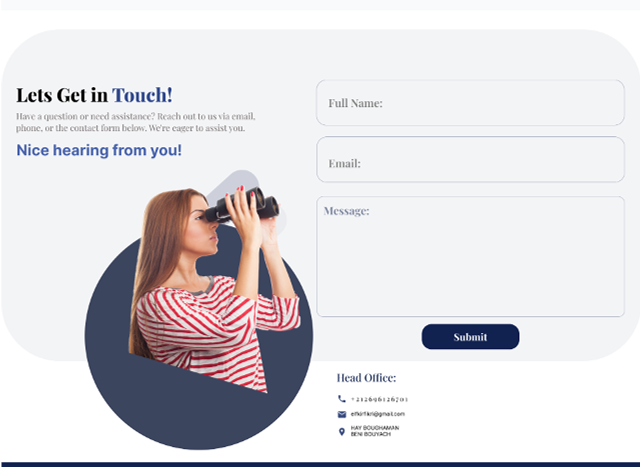 Lets Get in Touch!
Have a question or need assistance? Reach out to us via email,
phone, or the contact form below. We're eager to assist you.
Nice hearing from you!
Full Name:
Email:
Message:
Submit
Head Office:
+212696126701
elfkirfikri@gmail.com
HAY BOUGHAMAN
BENI BOUYACH